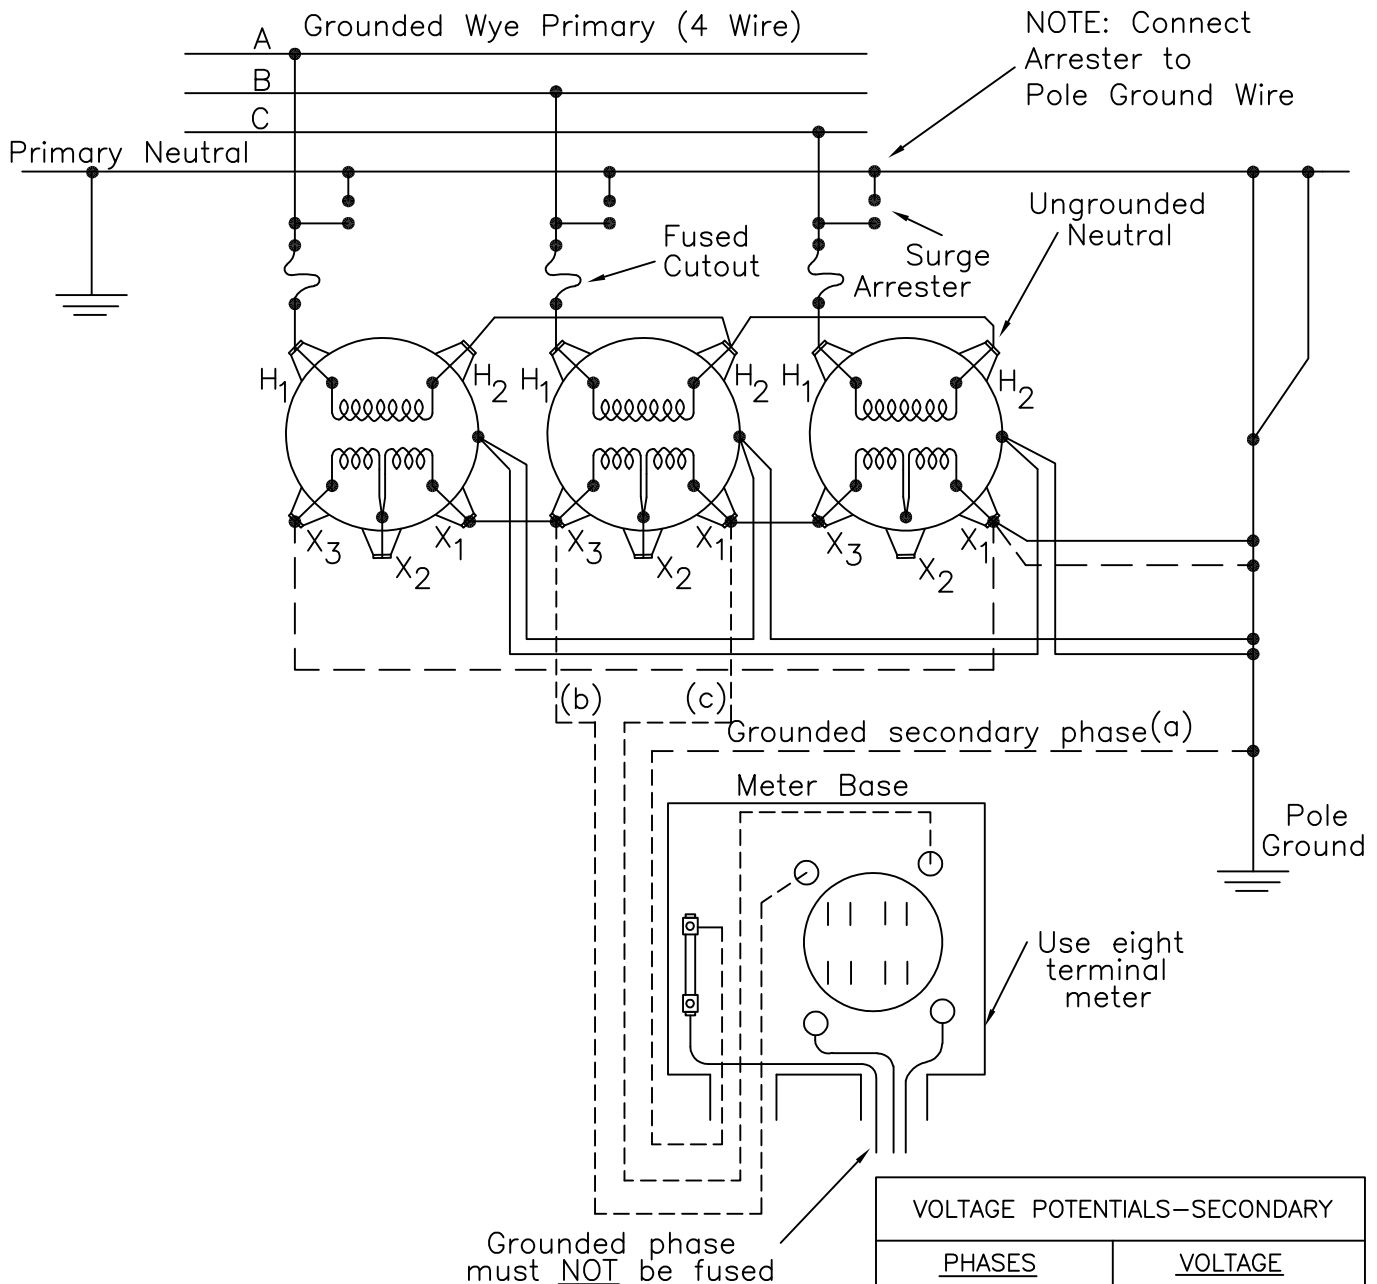 Grounded Wye Primary (4 Wire)
NOTE: Connect
Arrester to
Pole Ground Wire
A
B
C
Primary Neutral
Ungrounded
Neutral
Fused
Cutout
Surge
Arrester
H1
H2
H1
H2
H1
H2
X3
X2
X1
X3
X2
X1
X3
X2
X1
(b)
(c)
Grounded secondary phase(a)
Meter Base
Pole
Ground
Use eight
terminal
meter
Grounded phase
must NOT be fused
VOLTAGE POTENTIALS-SECONDARY
PHASES
VOLTAGE